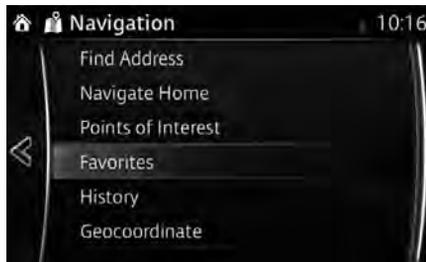 Navigation 10:16
Find Address
Navigate Home
Points of Interest
Favorites
History
Geocoordinate